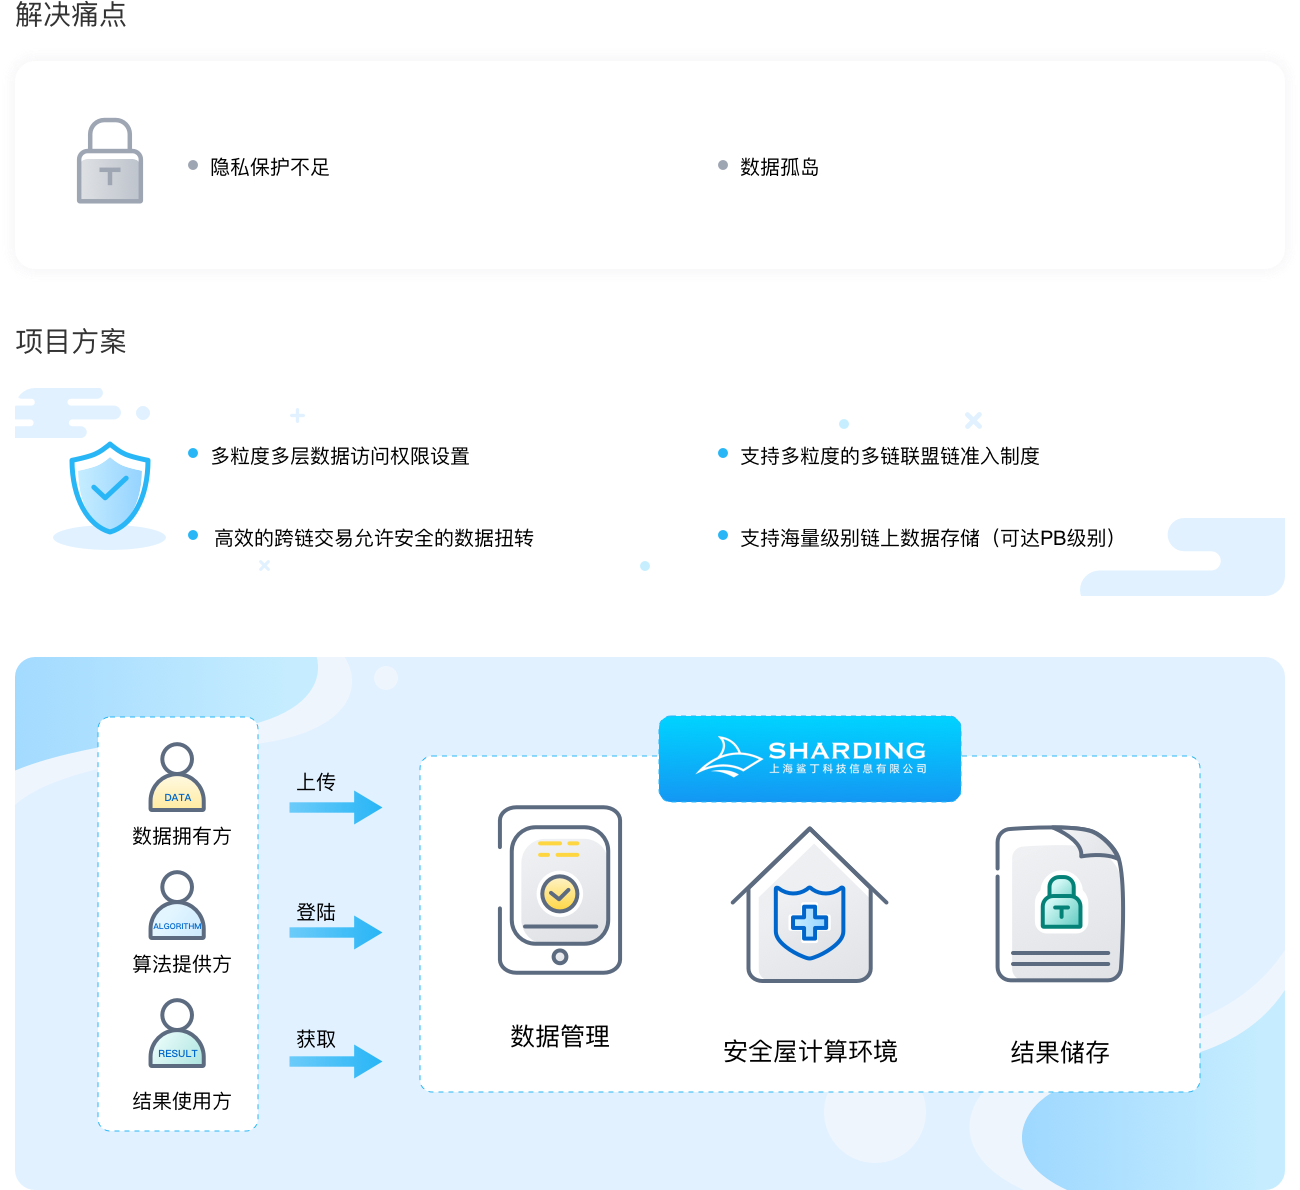 解决痛点
隐私保护不足
数据孤岛
项目方案
多粒度多层数据访问权限设置
支持多粒度的多链联盟链准入制度
高效的跨链交易允许安全的数据扭转
支持海量级别链上数据存储（可达PB级别）
DATA
数据拥有方
ALGORITHM
算法提供方
RESULT
结果使用方
上传
登陆
获取
SHARDING
上海鲨丁科技信息有限公司
数据管理
安全屋计算环境
结果储存